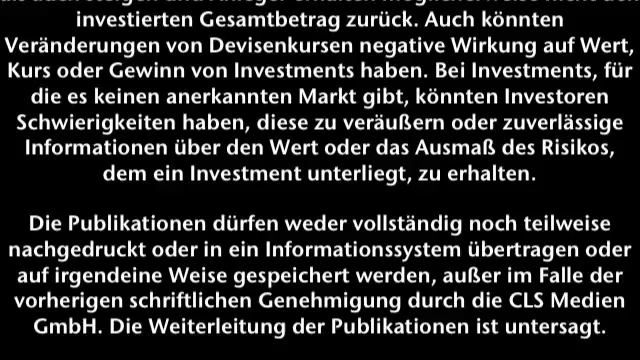 investierten Gesamtbetrag zurück. Auch könnten
Veränderungen von Devisenkursen negative Wirkung auf Wert,
Kurs oder Gewinn von Investments haben. Bei Investments, für
die es keinen anerkannten Markt gibt, könnten Investoren
Schwierigkeiten haben, diese zu veräußern oder zuverlässige
Informationen über den Wert oder das Ausmaß des Risikos,
dem ein Investment unterliegt, zu erhalten.
Die Publikationen dürfen weder vollständig noch teilweise
nachgedruckt oder in ein Informationssystem übertragen oder
auf irgendeine Weise gespeichert werden, außer im Falle der
vorherigen schriftlichen Genehmigung durch die CLS Medien
GmbH. Die Weiterleitung der Publikationen ist untersagt.